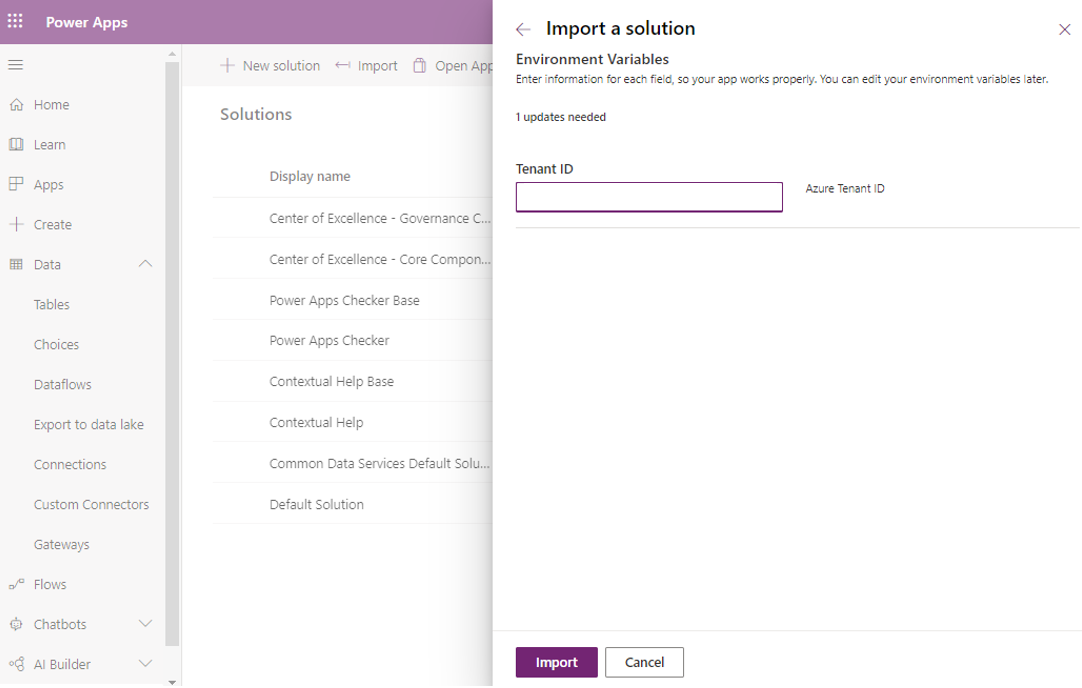 Power Apps
Home
Learn
Apps
Create
Data
Tables
Choices
Dataflows
Export to data lake
Connections
Custom Connectors
Gateways
Flows
Chatbots
AI Builder
New solution
Import
Open App
Solutions
Display name
Center of Excellence - Governance C...
Center of Excellence - Core Compon...
Power Apps Checker Base
Power Apps Checker
Contextual Help Base
Contextual Help
Common Data Services Default Solu...
Default Solution
Import a solution
Environment Variables
Enter information for each field, so your app works properly. You can edit your environment variables later.
1 updates needed
Tenant ID
Azure Tenant ID
Import
Cancel